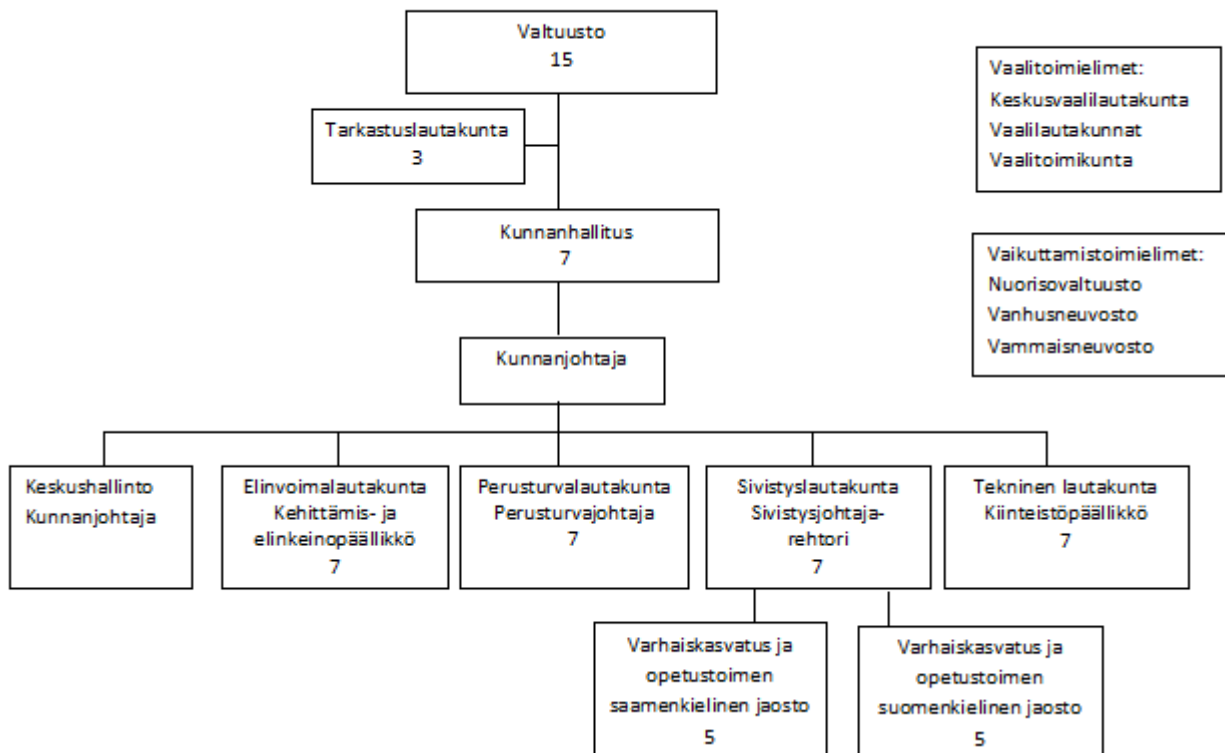 Valtuusto
15
Vaalitoimielimet:
Keskusvaalilautakunta
Vaalilautakunnat
Vaalitoimikunta
Tarkastuslautakunta
3
Kunnanhallitus
7
Vaikuttamistoimielimet:
Nuorisovaltuusto
Vanhusneuvosto
Vammaisneuvosto
Kunnanjohtaja
Keskushallinto
Kunnanjohtaja
Elinvoimalautakunta
Kehittämis- ja
elinkeinopäällikkö
7
Perusturvalautakunta
Perusturvajohtaja
7
Sivistyslautakunta
Sivistysjohtaja-
rehtori
7
Tekninen lautakunta
Kiinteistöpäällikkö
7
Varhaiskasvatus ja
opetustoimen
saamenkielinen jaosto
5
Varhaiskasvatus ja
opetustoimen
suomenkielinen jaosto
5